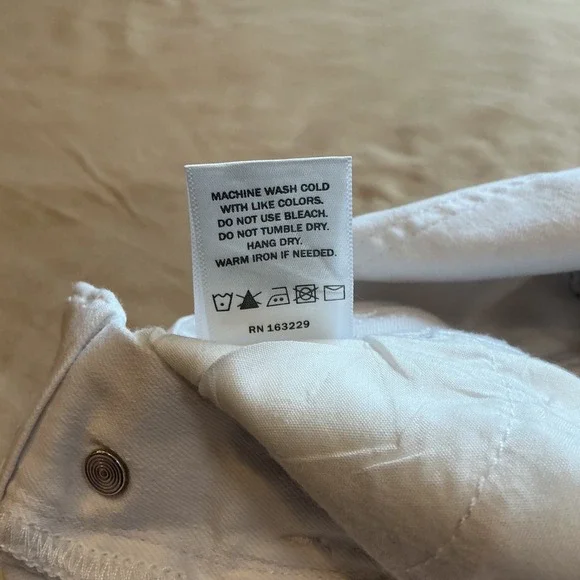 MACHINE WASH COLD
WITH LIKE COLORS.
DO NOT USE BLEACH.
DO NOT TUMBLE DRY.
HANG DRY.
WARM IRON IF NEEDED.
RN 163229